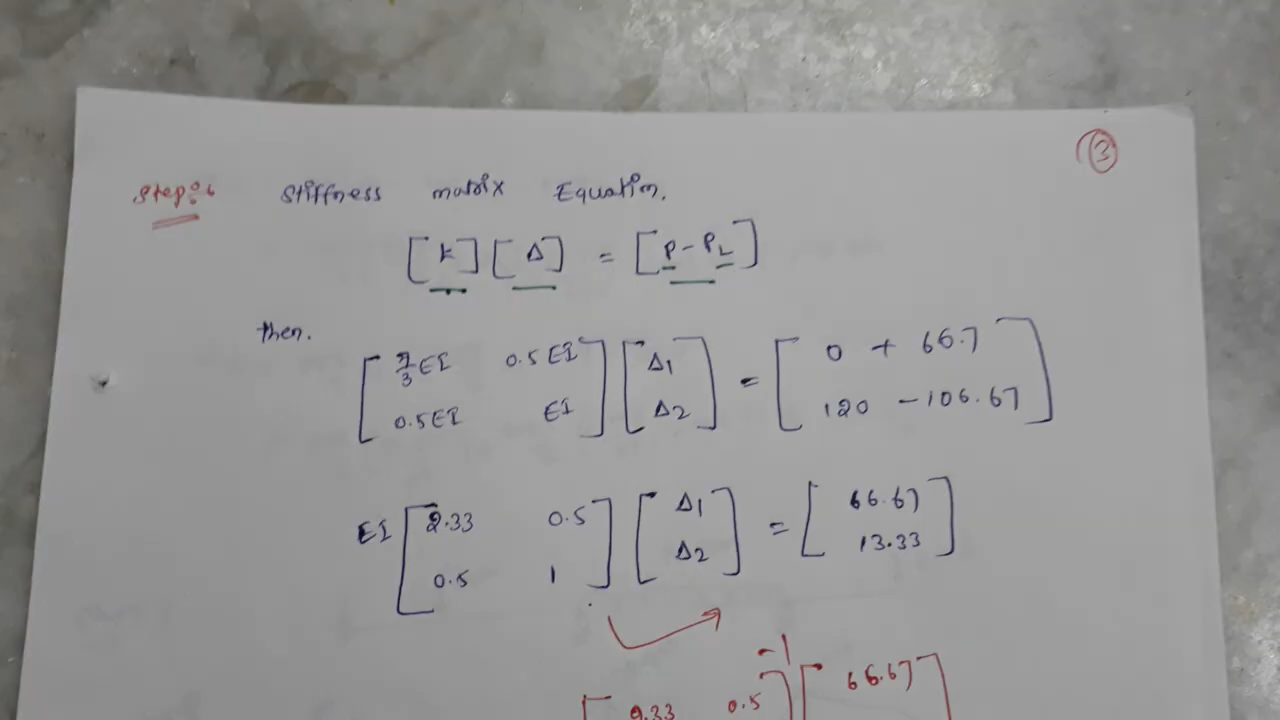 3
Step:6 Stiffness matrix Equation.
[K] [Δ] = [P - PL]
then.
[7/3 EI 0.5 EI] [Δ1] = [0 + 66.7]
[0.5EI EI] [Δ2] [120 - 106.67]
EI [2.33 0.5] [Δ1] = [66.67]
[0.5 1] [Δ2] [13.33]
-1
[2.33 0.5] [66.67]